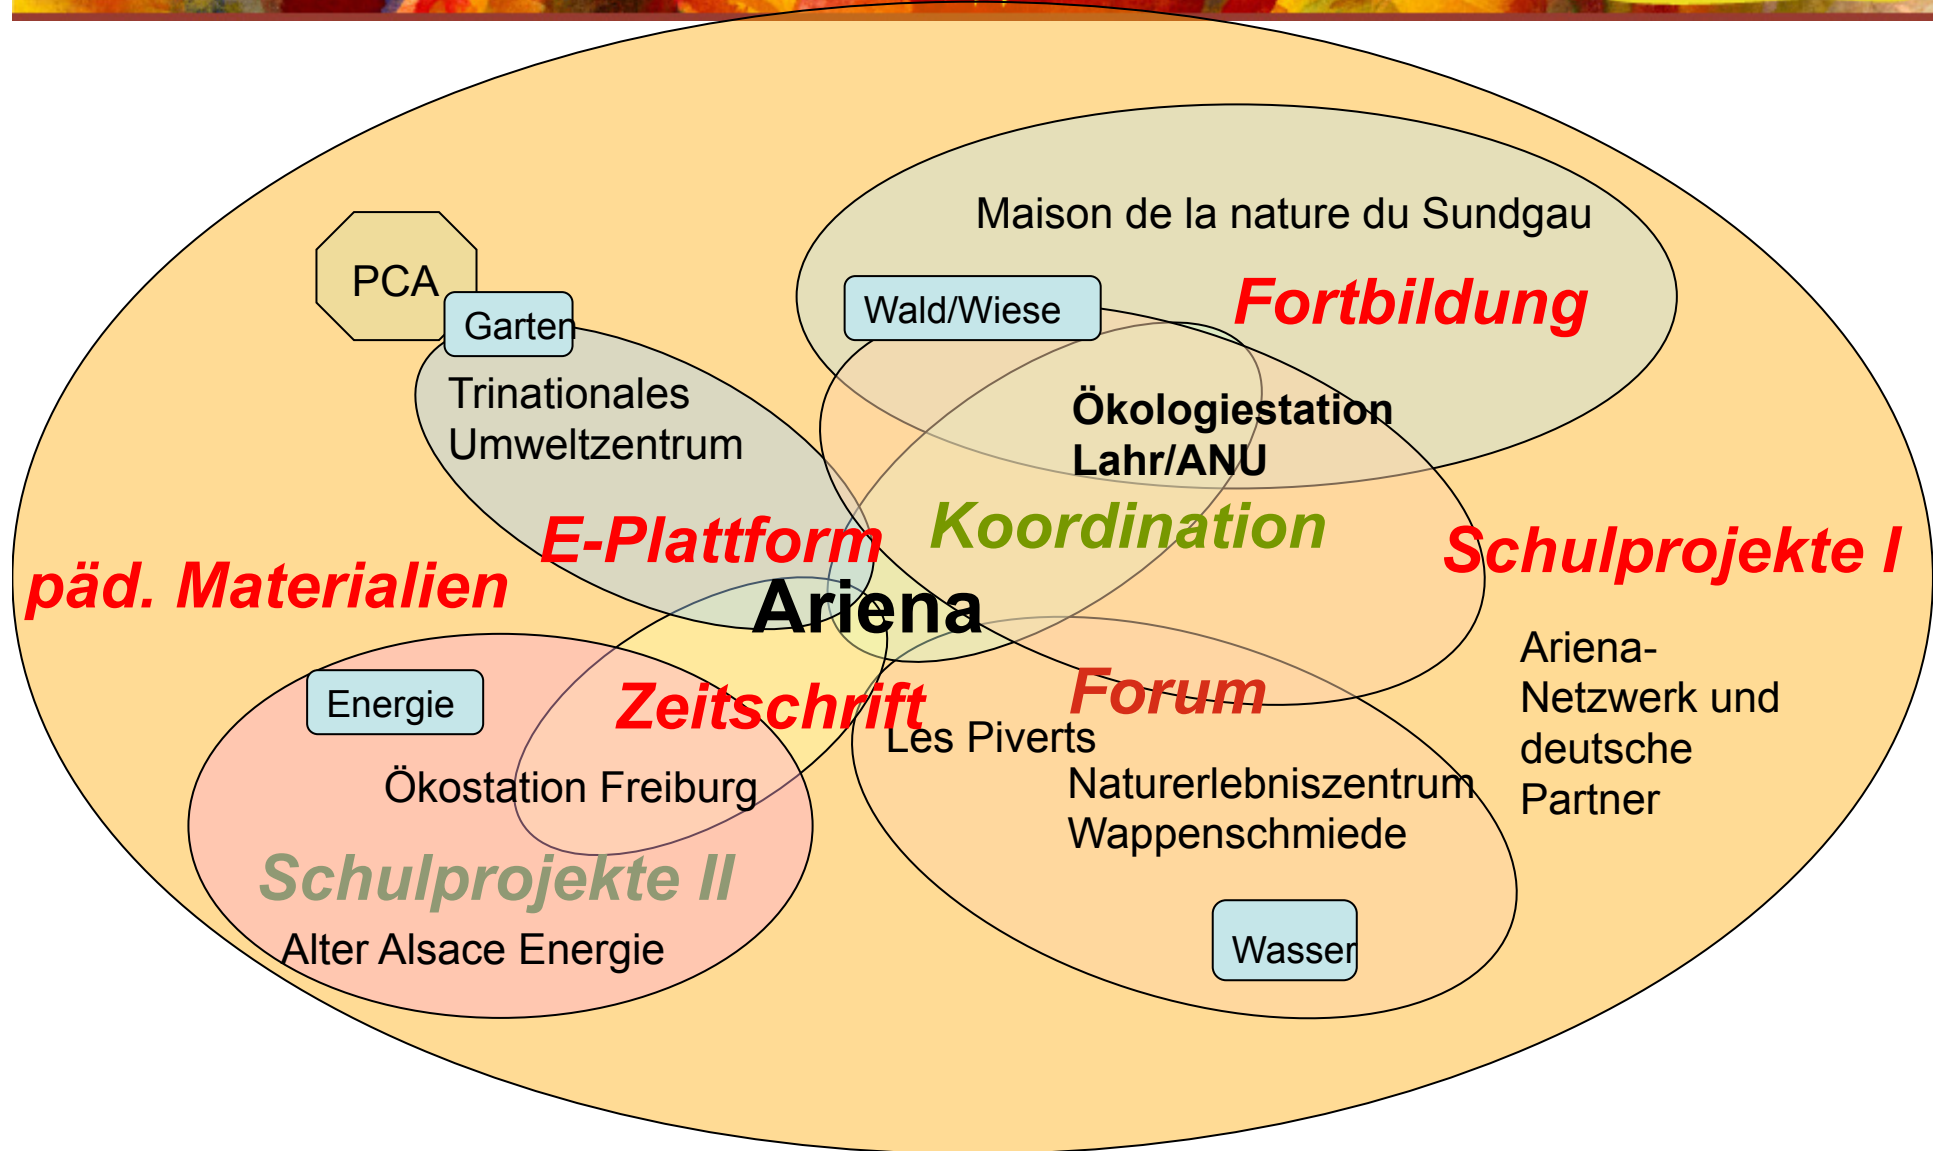 Maison de la nature du Sundgau
PCA
Garten
Wald/Wiese
Fortbildung
Trinationales
Umweltzentrum
Ökologiestation
Lahr/ANU
E-Plattform
Koordination
Schulprojekte I
päd. Materialien
Ariena
Ariena-
Netzwerk und
deutsche
Partner
Energie
Zeitschrift
Forum
Les Piverts
Ökostation Freiburg
Naturerlebniszentrum
Wappenschmiede
Schulprojekte II
Alter Alsace Energie
Wasser